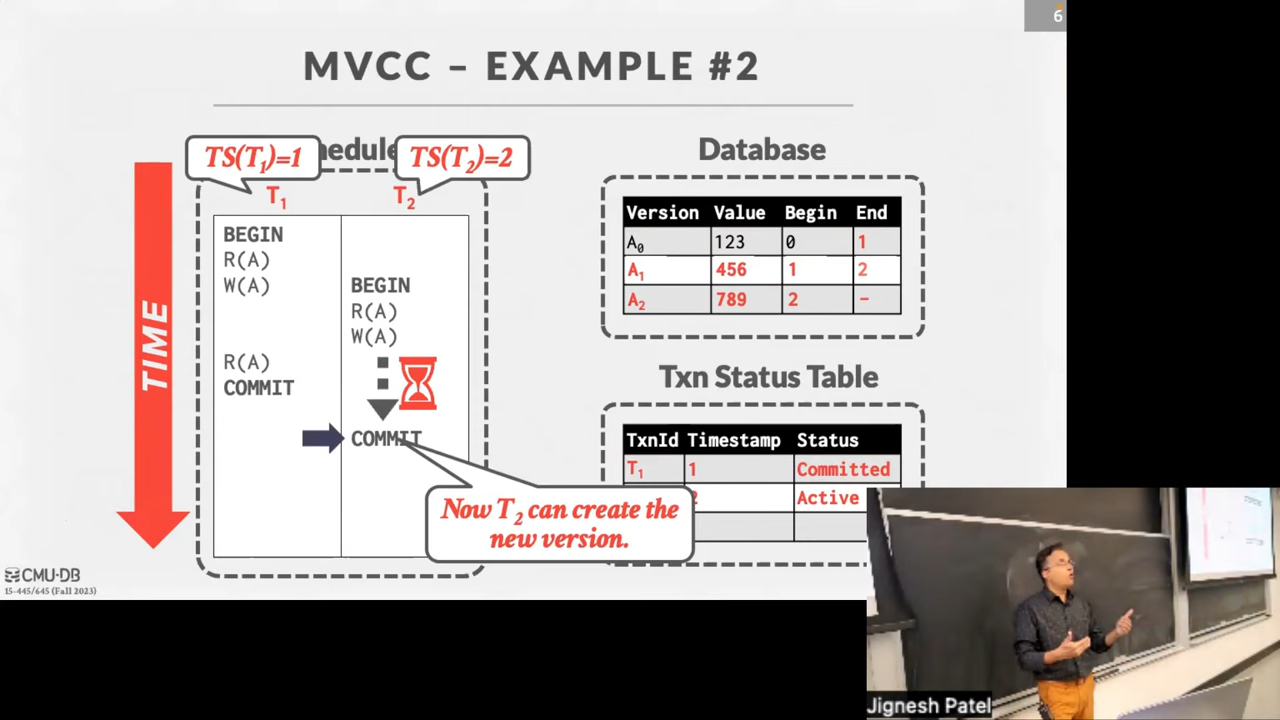 6
MVCC – EXAMPLE #2
TS(T1)=1
hedule
TS(T2)=2
T1
T2
BEGIN
R(A)
W(A)
BEGIN
R(A)
W(A)
R(A)
COMMIT
COMMIT
TIME
Now T2 can create the
new version.
Database
Version Value Begin End
A0 123 0 1
A1 456 1 2
A2 789 2 –
Txn Status Table
TxnId Timestamp Status
T1 1 Committed
2 Active
CMU·DB
15-445/645 (Fall 2023)
Jignesh Patel